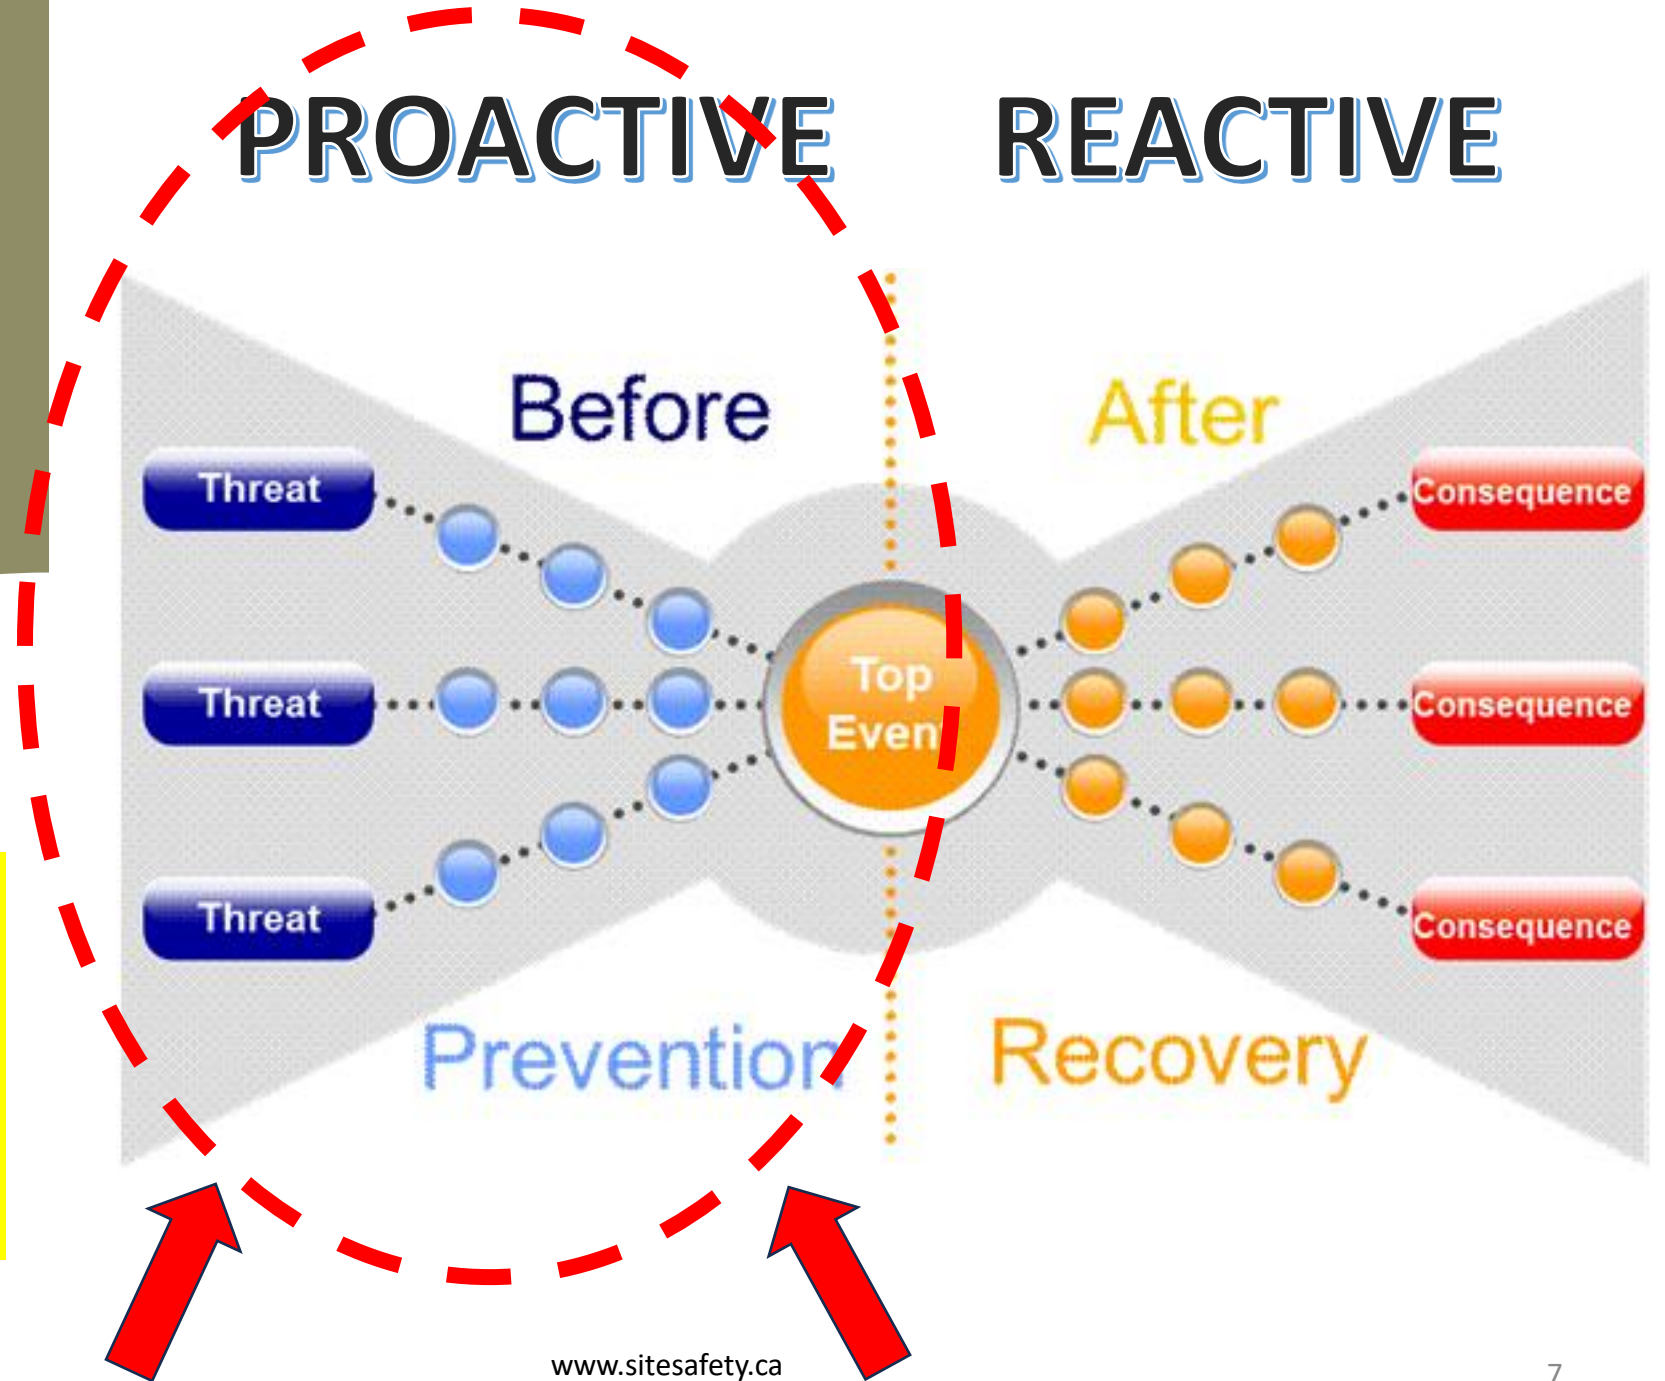 PROACTIVE REACTIVE
Before After
Threat Consequence
Top
Threat Consequence
Event
Threat Consequence
Prevention Recovery
www.sitesafety.ca
7